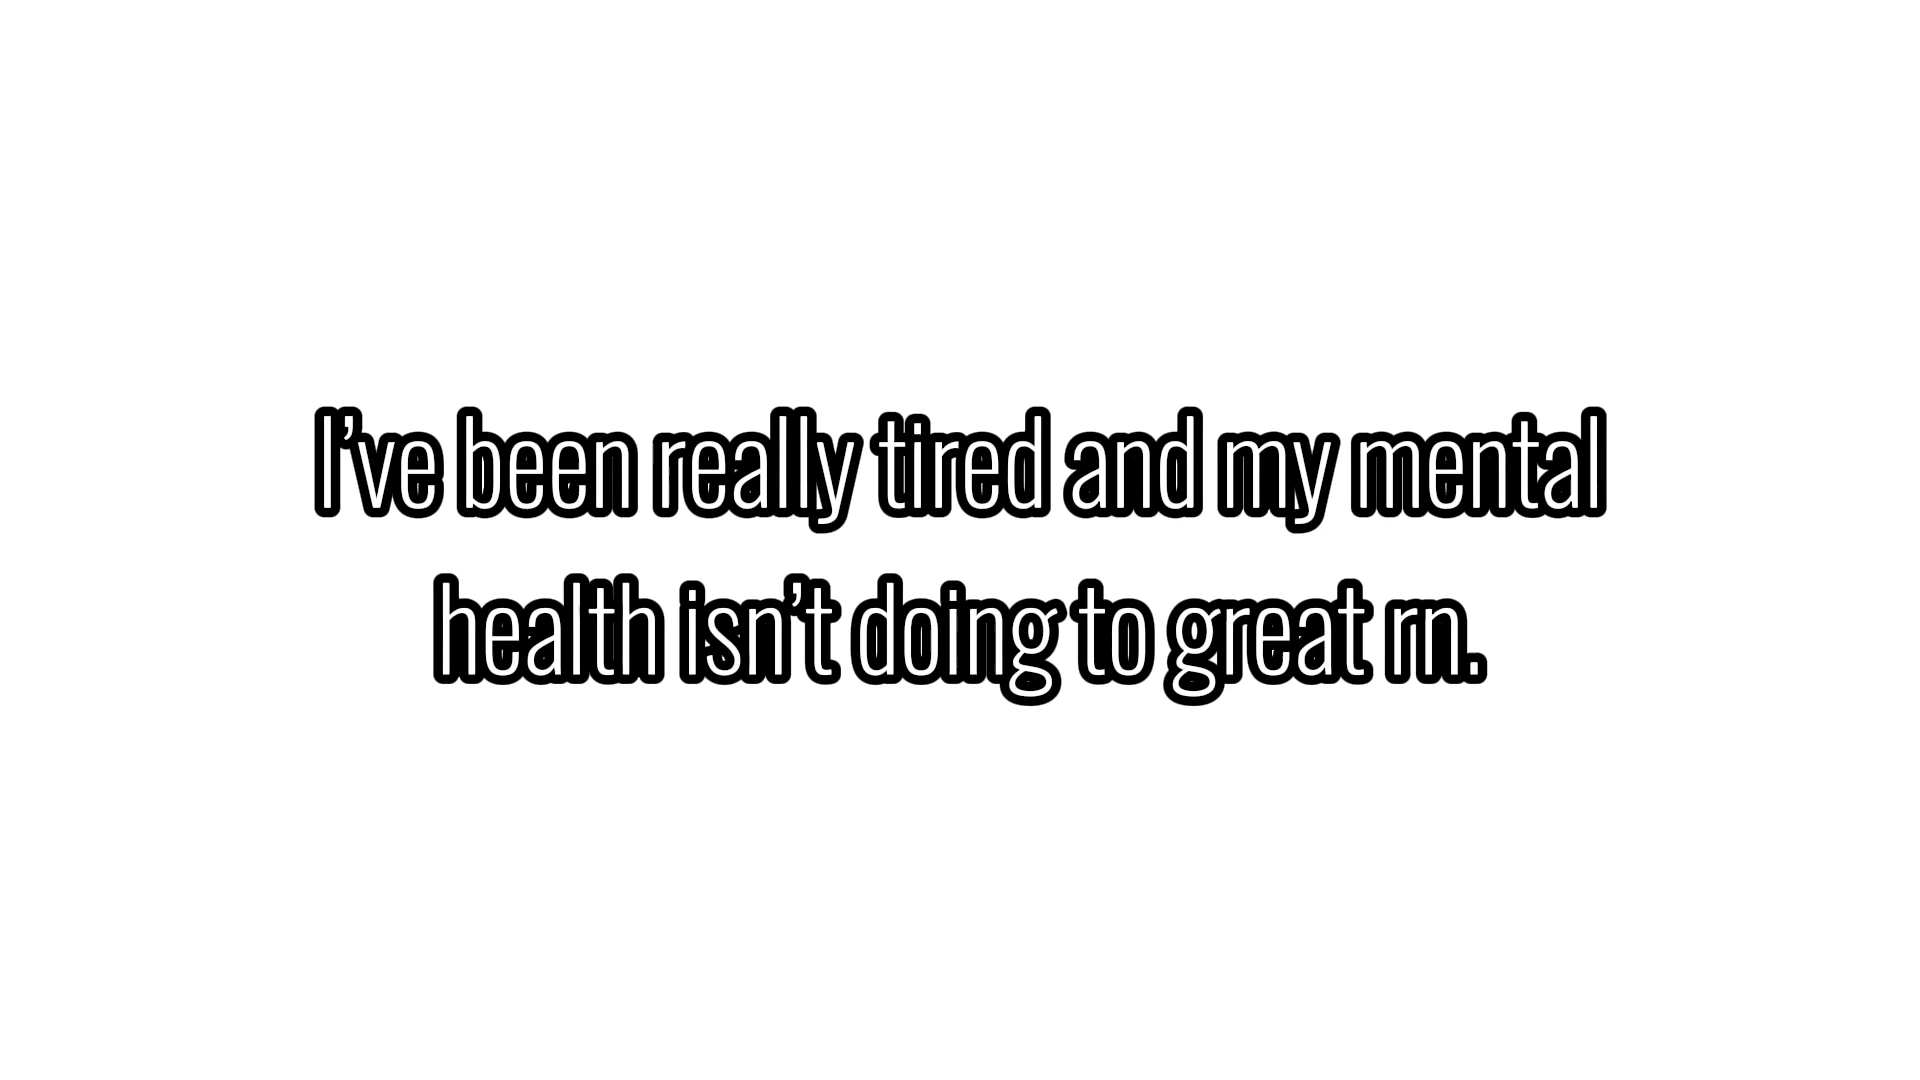 I’ve been really tired and my mental
health isn’t doing to great rn.